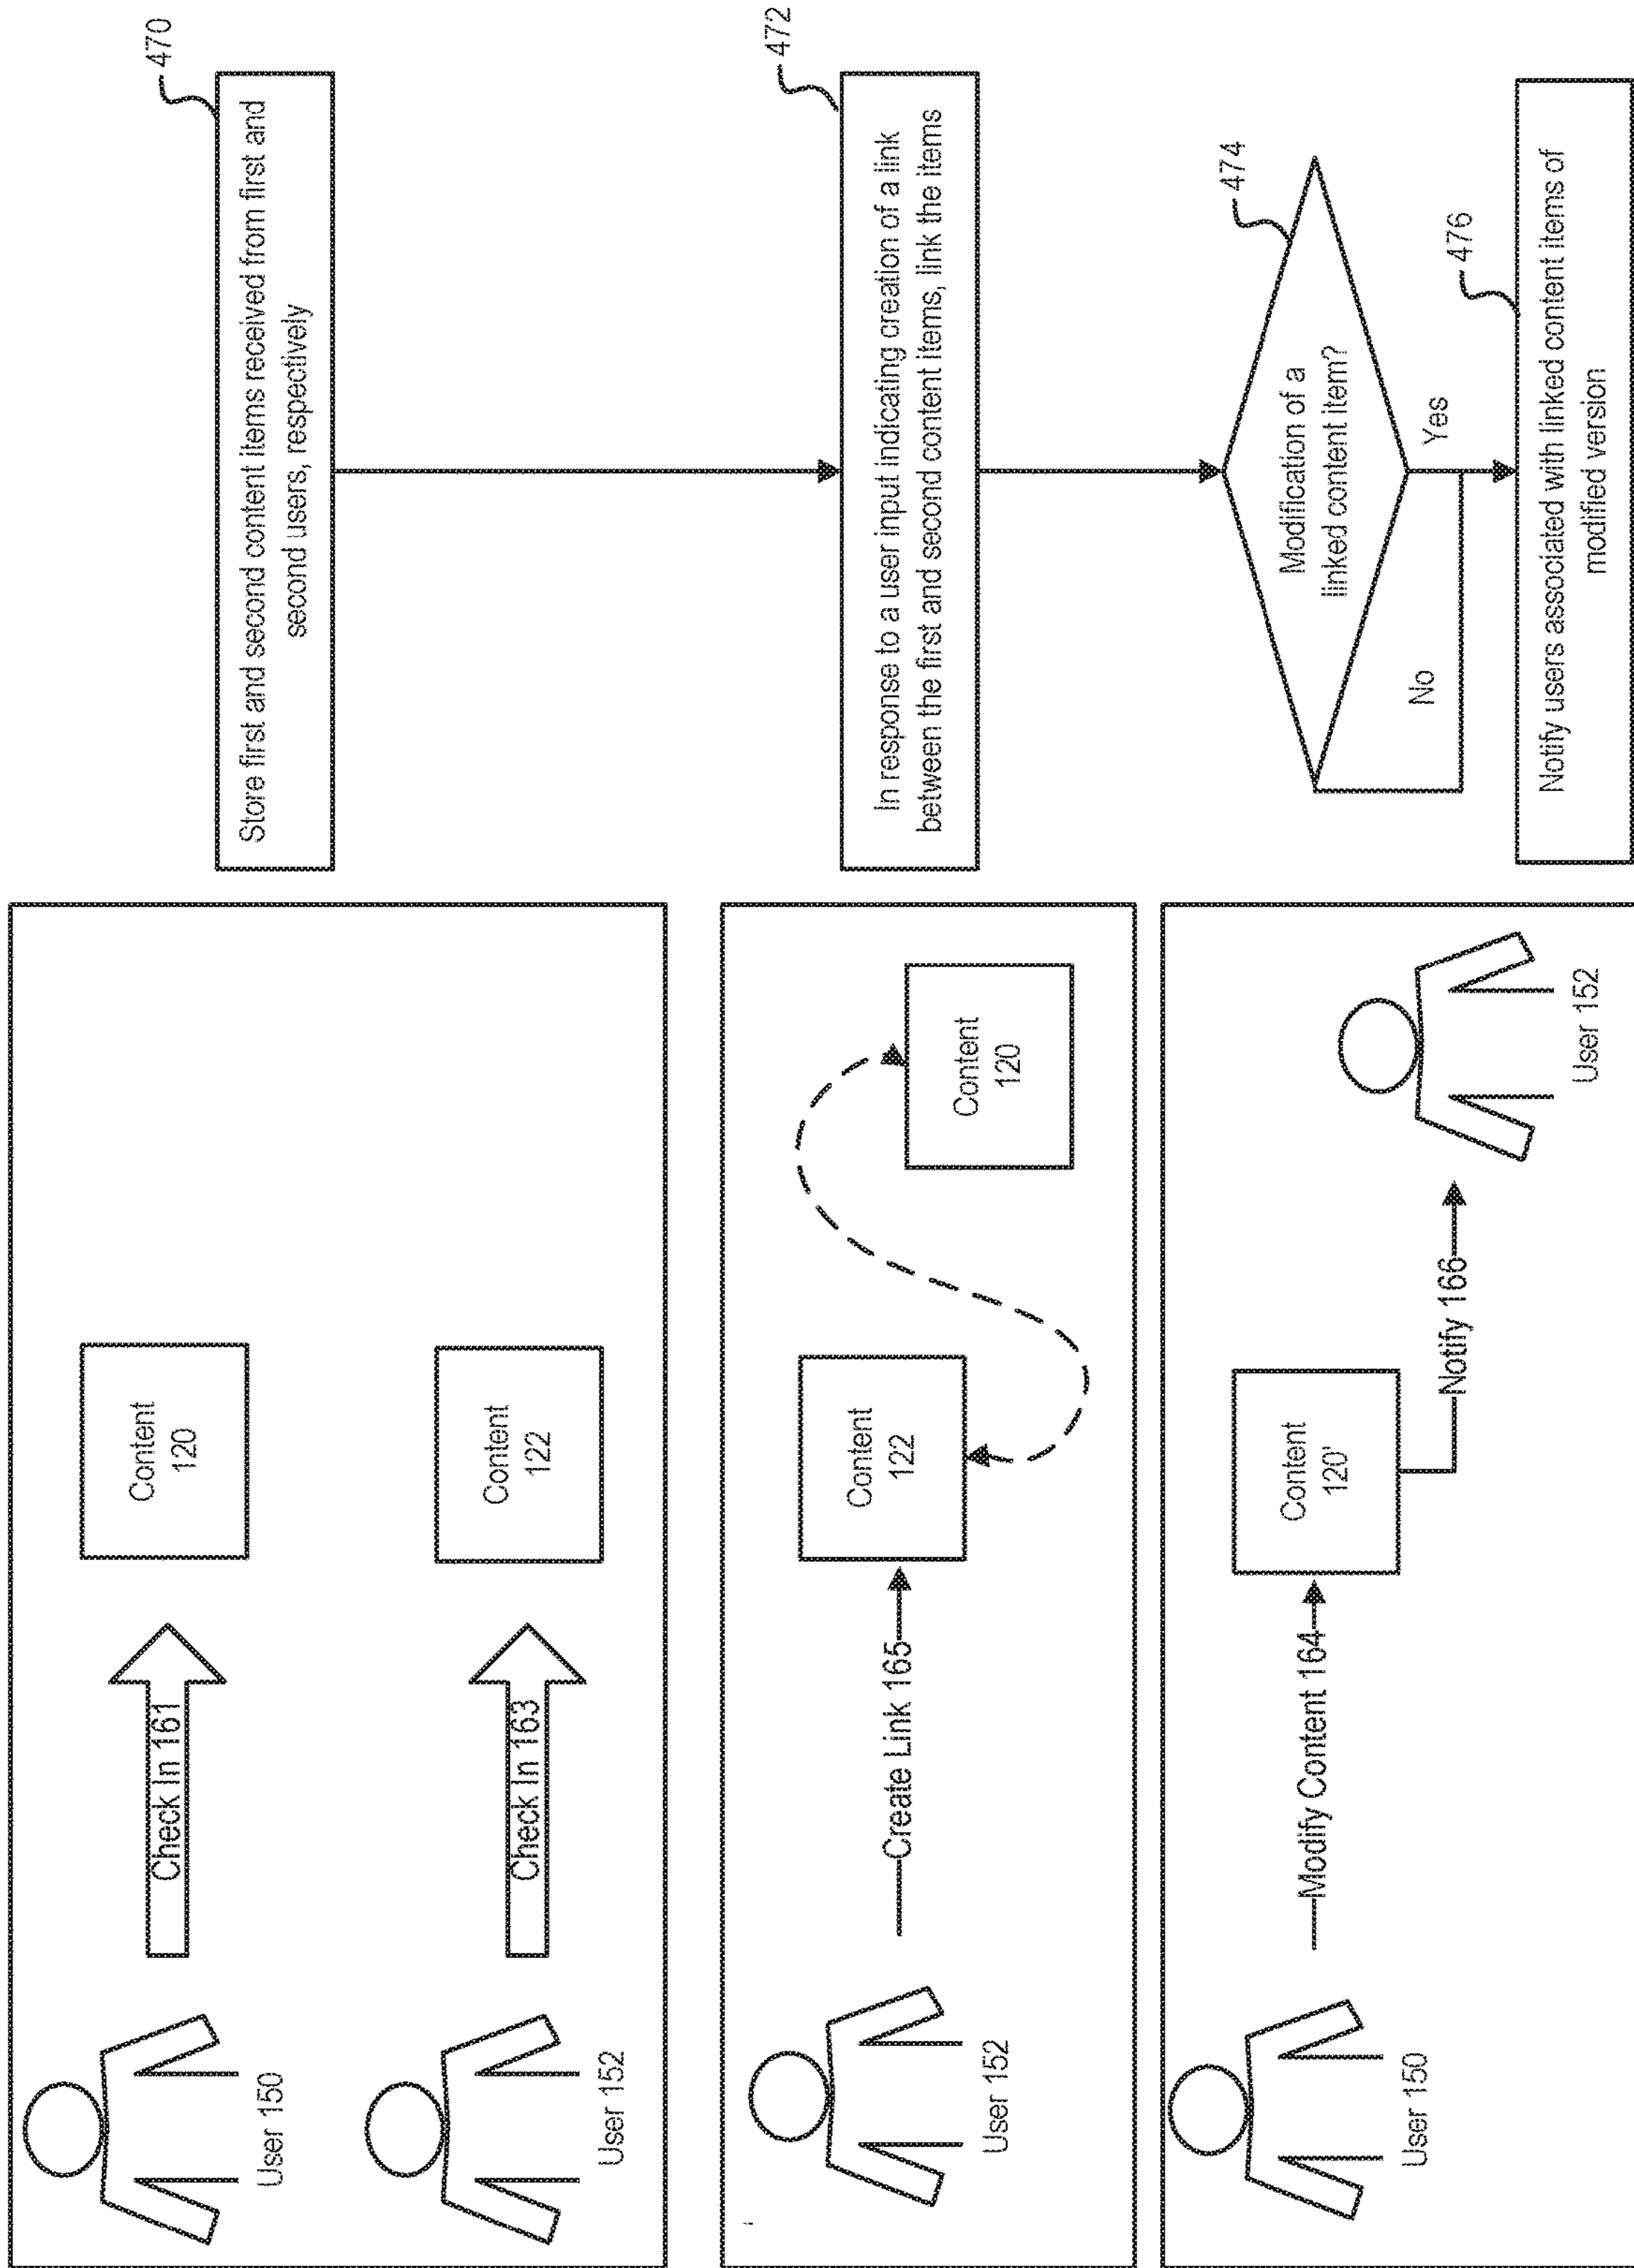 User 150
Check In 161
Content
120
User 152
Check In 163
Content
122
470
Store first and second content items received from first and
second users, respectively
User 152
Create Link 165
Content
122
Content
120
472
In response to a user input indicating creation of a link
between the first and second content items, link the items
User 150
Modify Content 164
Content
120'
Notify 166
User 152
474
Modification of a
linked content item?
No
Yes
476
Notify users associated with linked content items of
modified version